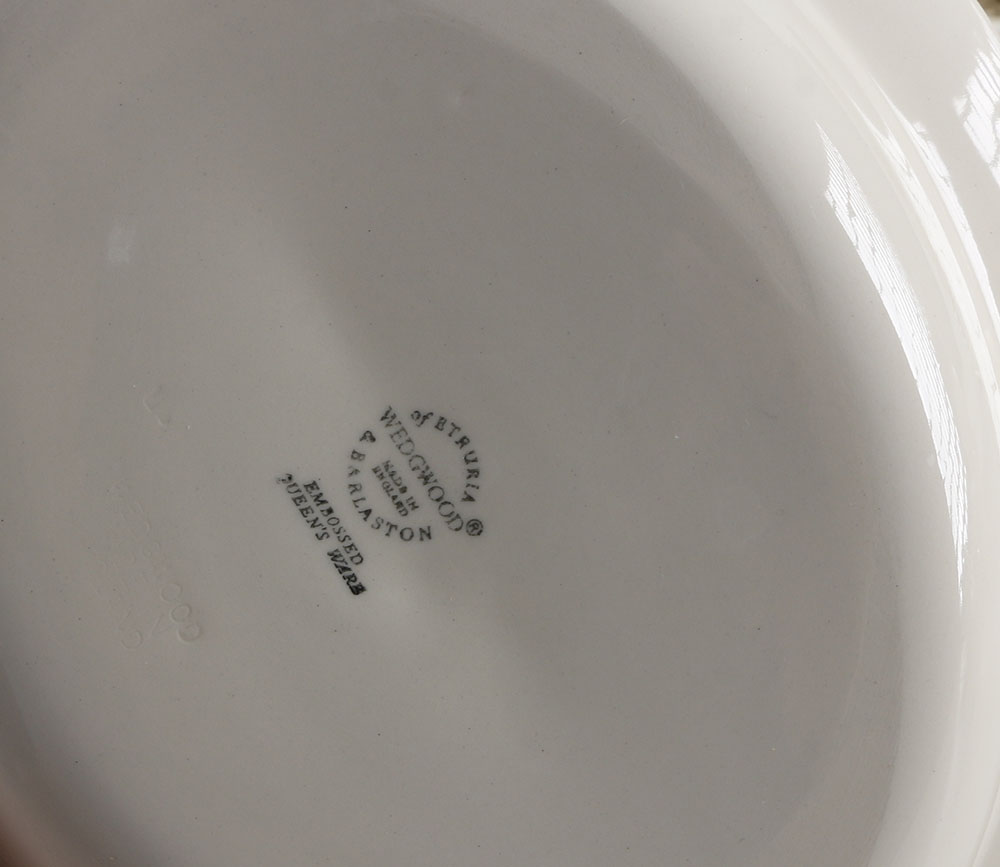 of ETRURIA
WEDGWOOD®
MADE IN
ENGLAND
& BARLASTON
EMBOSSED
QUEEN'S WARE